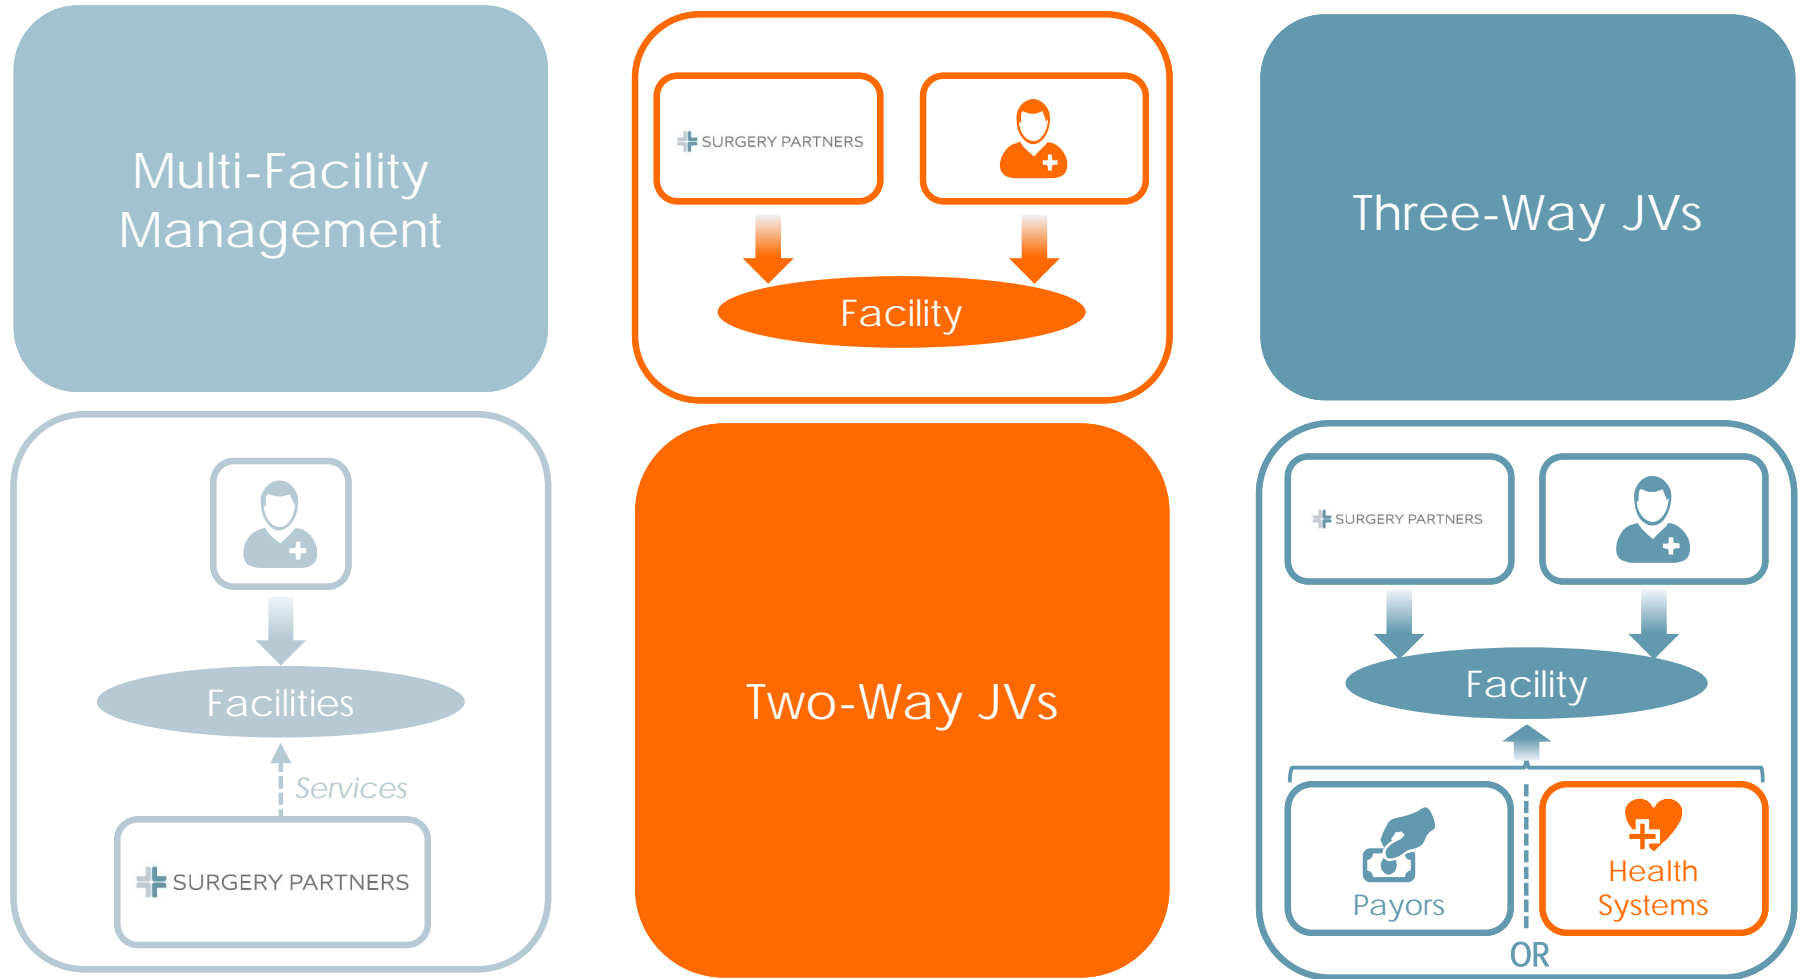 Multi-Facility
Management
Facilities
Services
SURGERY PARTNERS
SURGERY PARTNERS
Facility
Two-Way JVs
Three-Way JVs
SURGERY PARTNERS
Facility
Payors
OR
Health
Systems